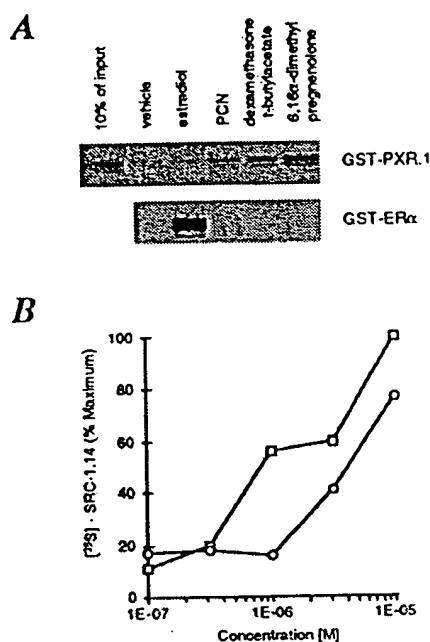 A
10% of input
vehicle
estradiol
PCN
dexamethasone
t-butylacetate
6,16α-dimethyl
pregnenolone
GST-PXR.1
GST-ERα
B
[³⁵S] - SRC-1.14 (% Maximum)
100
80
60
40
20
0
1E-07
1E-06
1E-05
Concentration [M]